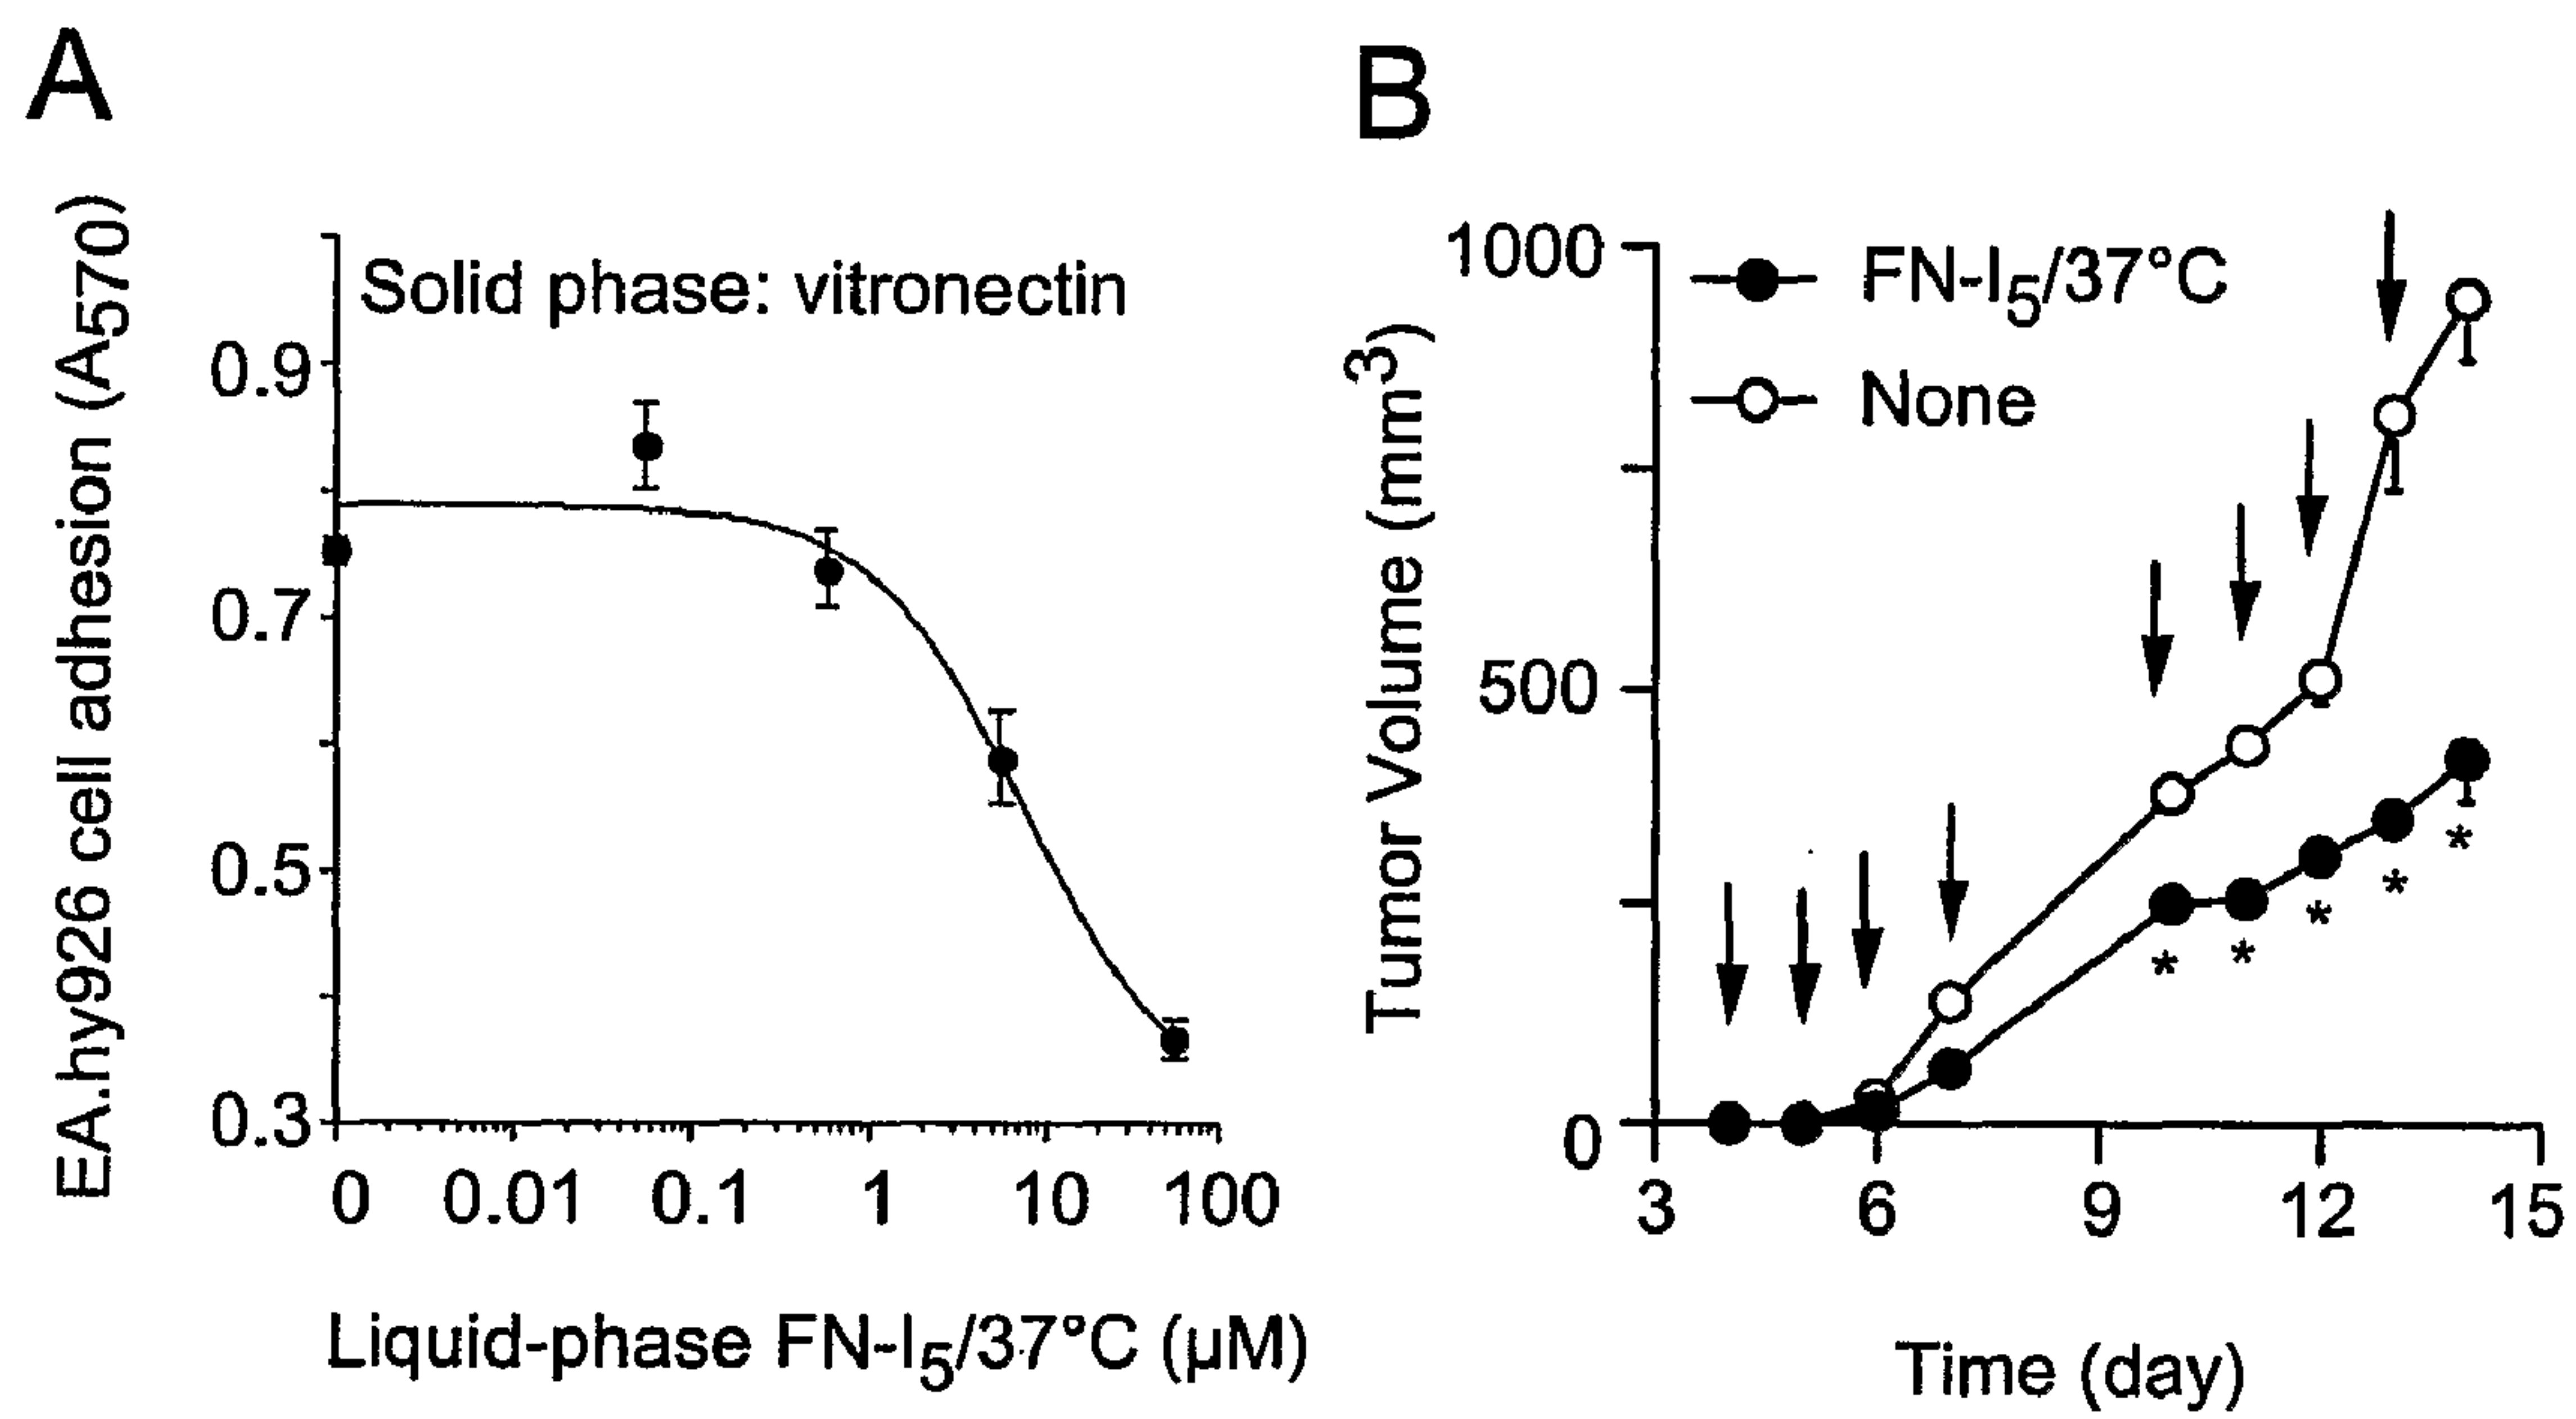 A
EA.hy926 cell adhesion (A570)
Solid phase: vitronectin
0.9
0.7
0.5
0.3
0 0.01 0.1 1 10 100
Liquid-phase FN-I5/37°C (µM)
B
Tumor Volume (mm3)
1000
500
0
FN-I5/37°C
None
*
*
*
*
*
3 6 9 12 15
Time (day)